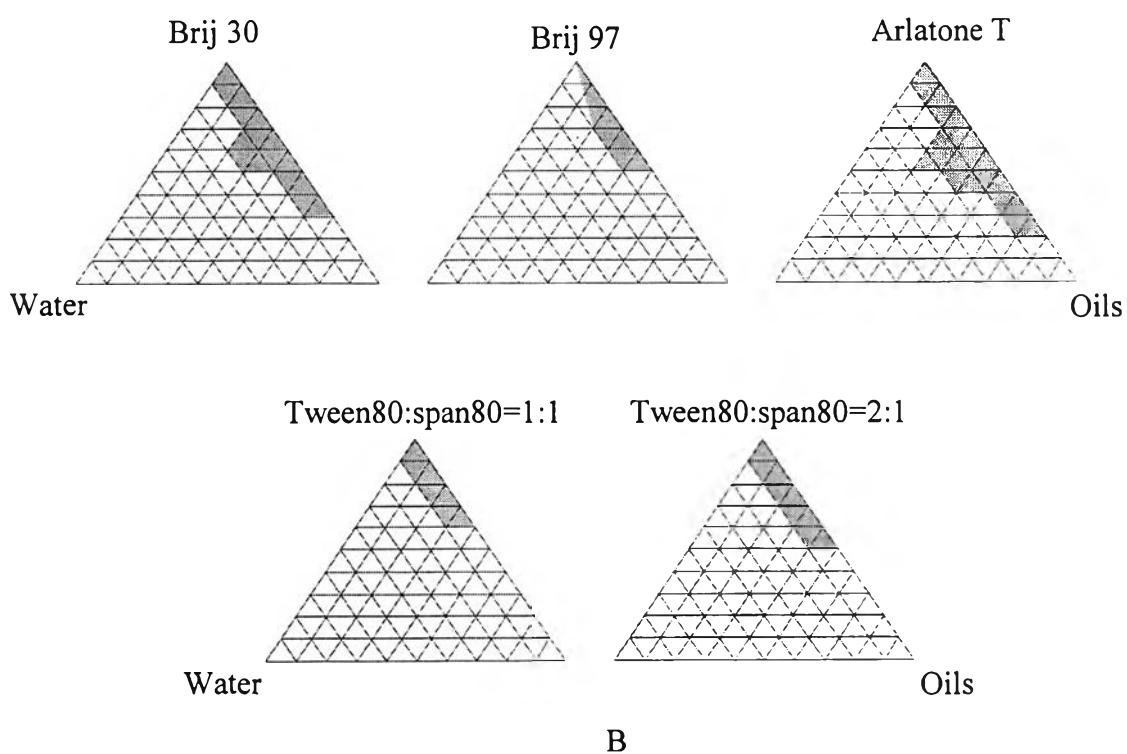 Brij 30
Brij 97
Arlatone T
Water
Oils
Tween80:span80=1:1
Tween80:span80=2:1
Water
Oils
B